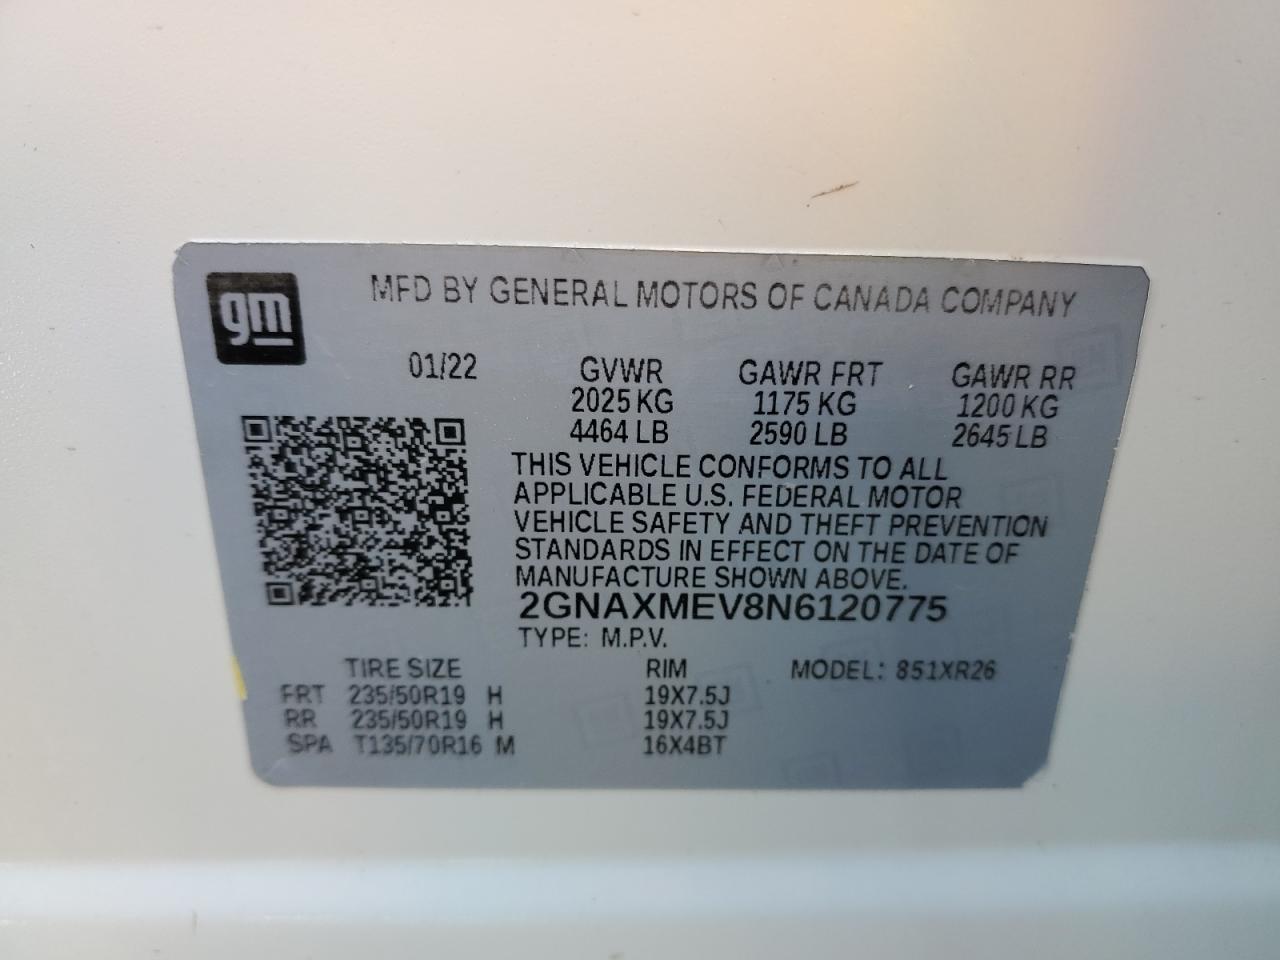 gm
MFD BY GENERAL MOTORS OF CANADA COMPANY
01/22 GVWR GAWR FRT GAWR RR
2025 KG 1175 KG 1200 KG
4464 LB 2590 LB 2645 LB
THIS VEHICLE CONFORMS TO ALL
APPLICABLE U.S. FEDERAL MOTOR
VEHICLE SAFETY AND THEFT PREVENTION
STANDARDS IN EFFECT ON THE DATE OF
MANUFACTURE SHOWN ABOVE.
2GNAXMEV8N6120775
TYPE: M.P.V.
TIRE SIZE RIM MODEL: 851XR26
FRT 235/50R19 H 19X7.5J
RR 235/50R19 H 19X7.5J
SPA T135/70R16 M 16X4BT